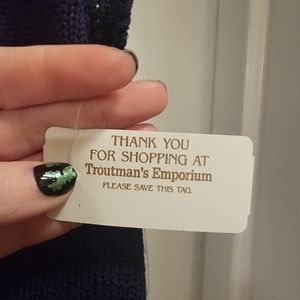 THANK YOU
FOR SHOPPING AT
Troutman's Emporium
PLEASE SAVE THIS TAG.